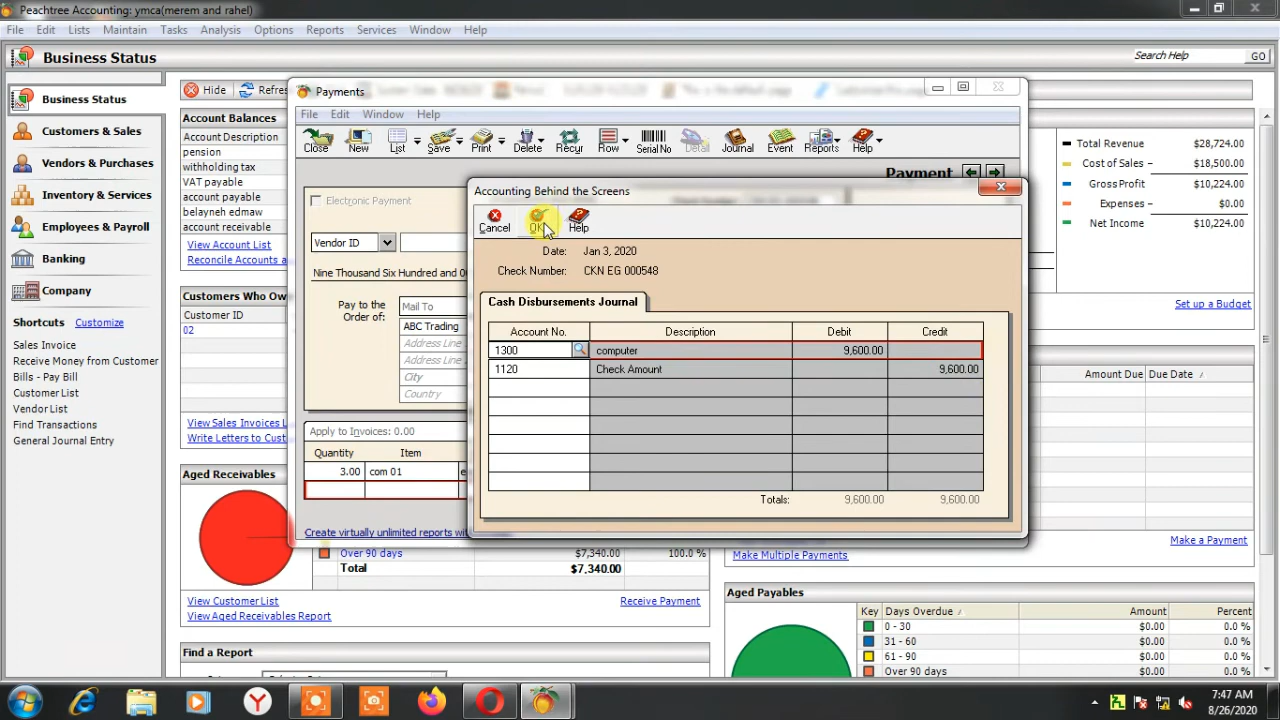 Peachtree Accounting: ymca(merem and rahel)
File Edit Lists Maintain Tasks Analysis Options Reports Services Window Help
Business Status
Search Help GO
Business Status
Customers & Sales
Vendors & Purchases
Inventory & Services
Employees & Payroll
Banking
Company
Shortcuts Customize
Sales Invoice
Receive Money from Customer
Bills - Pay Bill
Customer List
Vendor List
Find Transactions
General Journal Entry
Hide Refres
Account Balances
Account Description
pension
withholding tax
VAT payable
account payable
belayneh edmaw
account receivable
View Account List
Reconcile Accounts
Customers Who Ow
Customer ID
02
View Sales Invoices L
Write Letters to Cust
Aged Receivables
Over 90 days $7,340.00 100.0 %
Total $7,340.00
View Customer List Receive Payment
View Aged Receivables Report
Find a Report
Payments
File Edit Window Help
Close New List Save Print Delete Recur Row Serial No Detail Journal Event Reports Help
Payment
Electronic Payment
Vendor ID
Nine Thousand Six Hundred and 00
Pay to the
Order of:
Mail To
ABC Trading
Address Line
Address Line
City
Country
Apply to Invoices: 0.00
Quantity Item
3.00 com 01
Create virtually unlimited reports
Accounting Behind the Screens
Cancel OK Help
Date: Jan 3, 2020
Check Number: CKN EG 000548
Cash Disbursements Journal
Account No. Description Debit Credit
1300 computer 9,600.00
1120 Check Amount 9,600.00
Totals: 9,600.00 9,600.00
Total Revenue $28,724.00
Cost of Sales $18,500.00
Gross Profit $10,224.00
Expenses $0.00
Net Income $10,224.00
Set up a Budget
Amount Due Due Date
Make a Payment
Make Multiple Payments
Aged Payables
Key Days Overdue Amount Percent
0 - 30 $0.00 0.0 %
31 - 60 $0.00 0.0 %
61 - 90 $0.00 0.0 %
Over 90 days $0.00 0.0 %
7:47 AM
8/26/2020